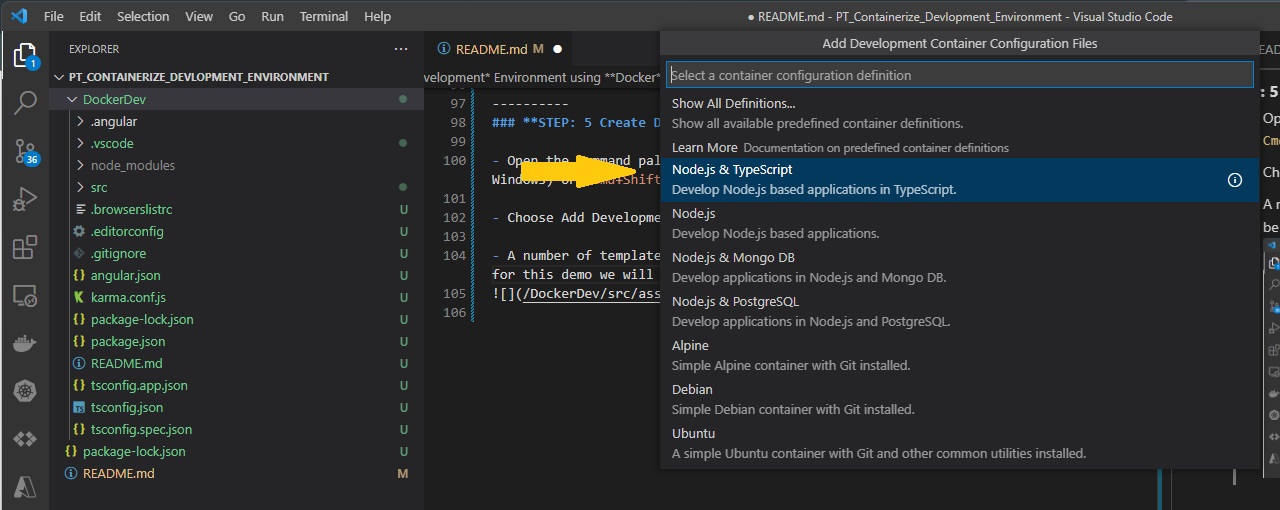 File Edit Selection View Go Run Terminal Help
● README.md - PT_Containerize_Devlopment_Environment - Visual Studio Code
EXPLORER
PT_CONTAINERIZE_DEVLOPMENT_ENVIRONMENT
DockerDev
.angular
.vscode
node_modules
src
.browserslistrc U
.editorconfig U
.gitignore U
angular.json U
karma.conf.js U
package-lock.json U
package.json U
README.md U
tsconfig.app.json U
tsconfig.json U
tsconfig.spec.json U
package-lock.json U
README.md M
1
36
README.md M
evelopment* Environment using **Docker*
97 ----------
98 ### **STEP: 5 Create D
99
100 - Open the command pal
101
102 - Choose Add Developme
103
104 - A number of template
for this demo we will
105 ![](/DockerDev/src/ass
106
Add Development Container Configuration Files
Select a container configuration definition
Show All Definitions...
Show all available predefined container definitions.
Learn More Documentation on predefined container definitions
Node.js & TypeScript
Develop Node.js based applications in TypeScript.
Node.js
Develop Node.js based applications.
Node.js & Mongo DB
Develop applications in Node.js and Mongo DB.
Node.js & PostgreSQL
Develop applications in Node.js and PostgreSQL.
Alpine
Simple Alpine container with Git installed.
Debian
Simple Debian container with Git installed.
Ubuntu
A simple Ubuntu container with Git and other common utilities installed.
EAD
: 5
Op
Cmd
Ch
A n
be